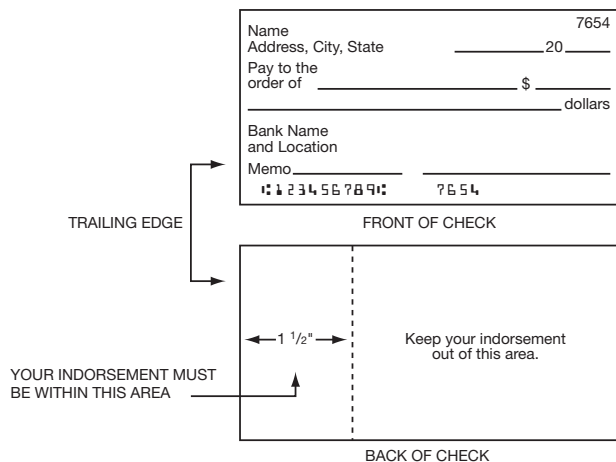 7654
Name
Address, City, State 20
Pay to the
order of $
dollars
Bank Name
and Location
Memo
⑆123456789⑆ 7654
TRAILING EDGE
FRONT OF CHECK
1 1/2"
Keep your indorsement
out of this area.
YOUR INDORSEMENT MUST
BE WITHIN THIS AREA
BACK OF CHECK